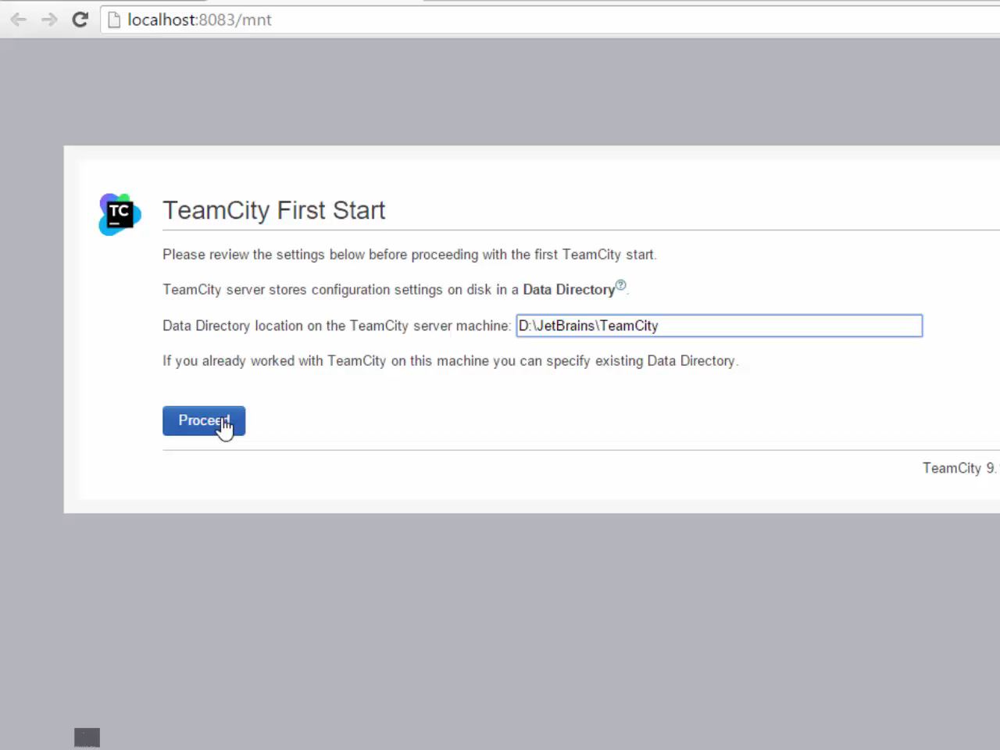 localhost:8083/mnt
TC
TeamCity First Start
Please review the settings below before proceeding with the first TeamCity start.
TeamCity server stores configuration settings on disk in a Data Directory?.
Data Directory location on the TeamCity server machine: D:\JetBrains\TeamCity
If you already worked with TeamCity on this machine you can specify existing Data Directory.
Proceed
TeamCity 9.